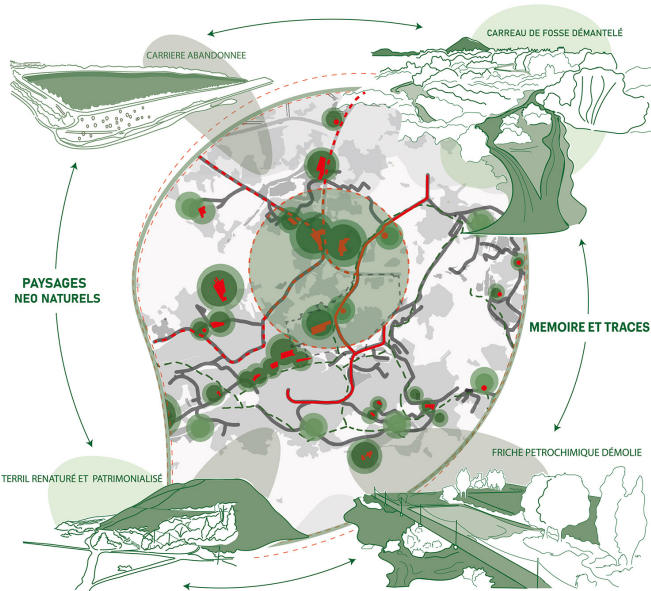 CARREAU DE FOSSE DÉMANTELÉ
CARRIERE ABANDONNEE
PAYSAGES
NEO NATURELS
MEMOIRE ET TRACES
FRICHE PETROCHIMIQUE DÉMOLIE
TERRIL RENATURÉ ET PATRIMONIALISÉ